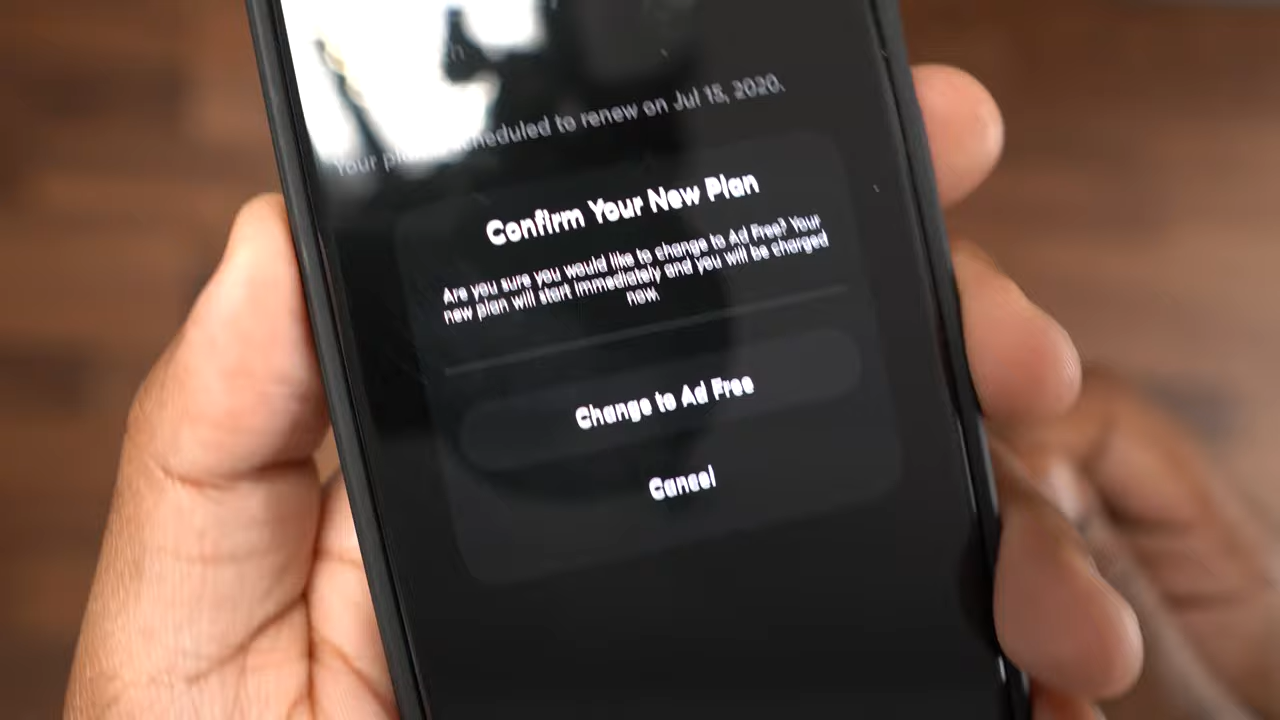 Your scheduled to renew on Jul 15, 2020.
Confirm Your New Plan
Are you sure you would like to change to Ad Free? Your
new plan will start immediately and you will be charged
now.
Change to Ad Free
Cancel